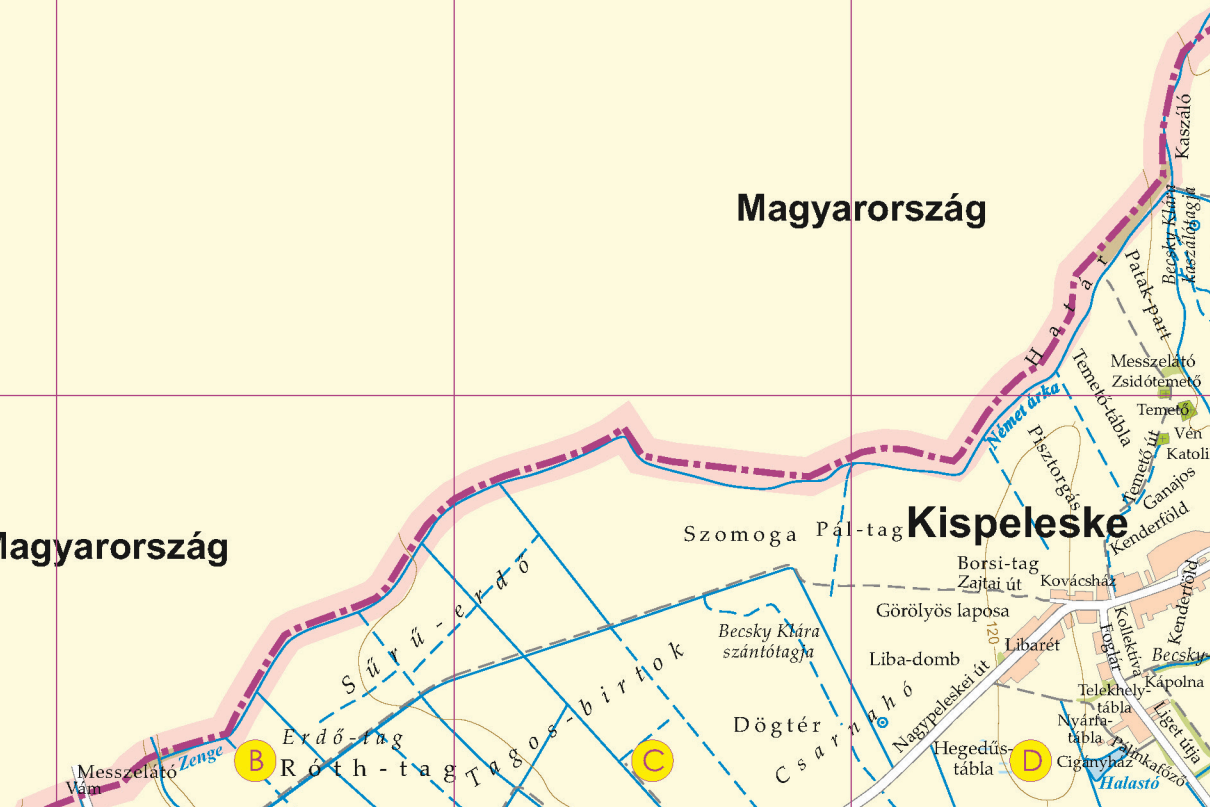 Kaszáló
Magyarország
Becsky Klára
kaszálótagja
Határ
Patak-part
Messzelátó
Zsidótemető
Temető
Vén
Katoli
Temető-tábla
Német árka
Pisztorgás
Temető út
Ganajos
Kenderföld
Szomoga
Pál-tag
Kispeleske
Magyarország
Borsi-tag
Zajtai út
Kovácsház
Görölyös laposa
Kenderföld
Sűrű-erdő
Becsky Klára
szántótagja
120
Libarét
Foglár
Kollektíva
Becsky-
Liba-domb
Tagos-birtok
Kápolna
Telekhely-
tábla
Nagypeleskei út
Dögtér
Csarnahó
Nyárfa-
tábla
Liget útja
Erdő-tag
Zenge
B
Róth-tag
C
Hegedűs-
tábla
D
Cigányház
Pálinkafőző
Halastó
Messzelátó
Vám